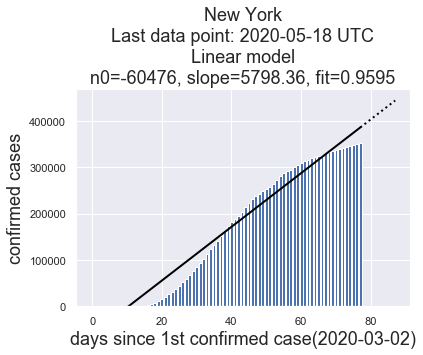 New York
Last data point: 2020-05-18 UTC
Linear model
n0=-60476, slope=5798.36, fit=0.9595
400000
300000
200000
100000
0
confirmed cases
0 20 40 60 80
days since 1st confirmed case(2020-03-02)